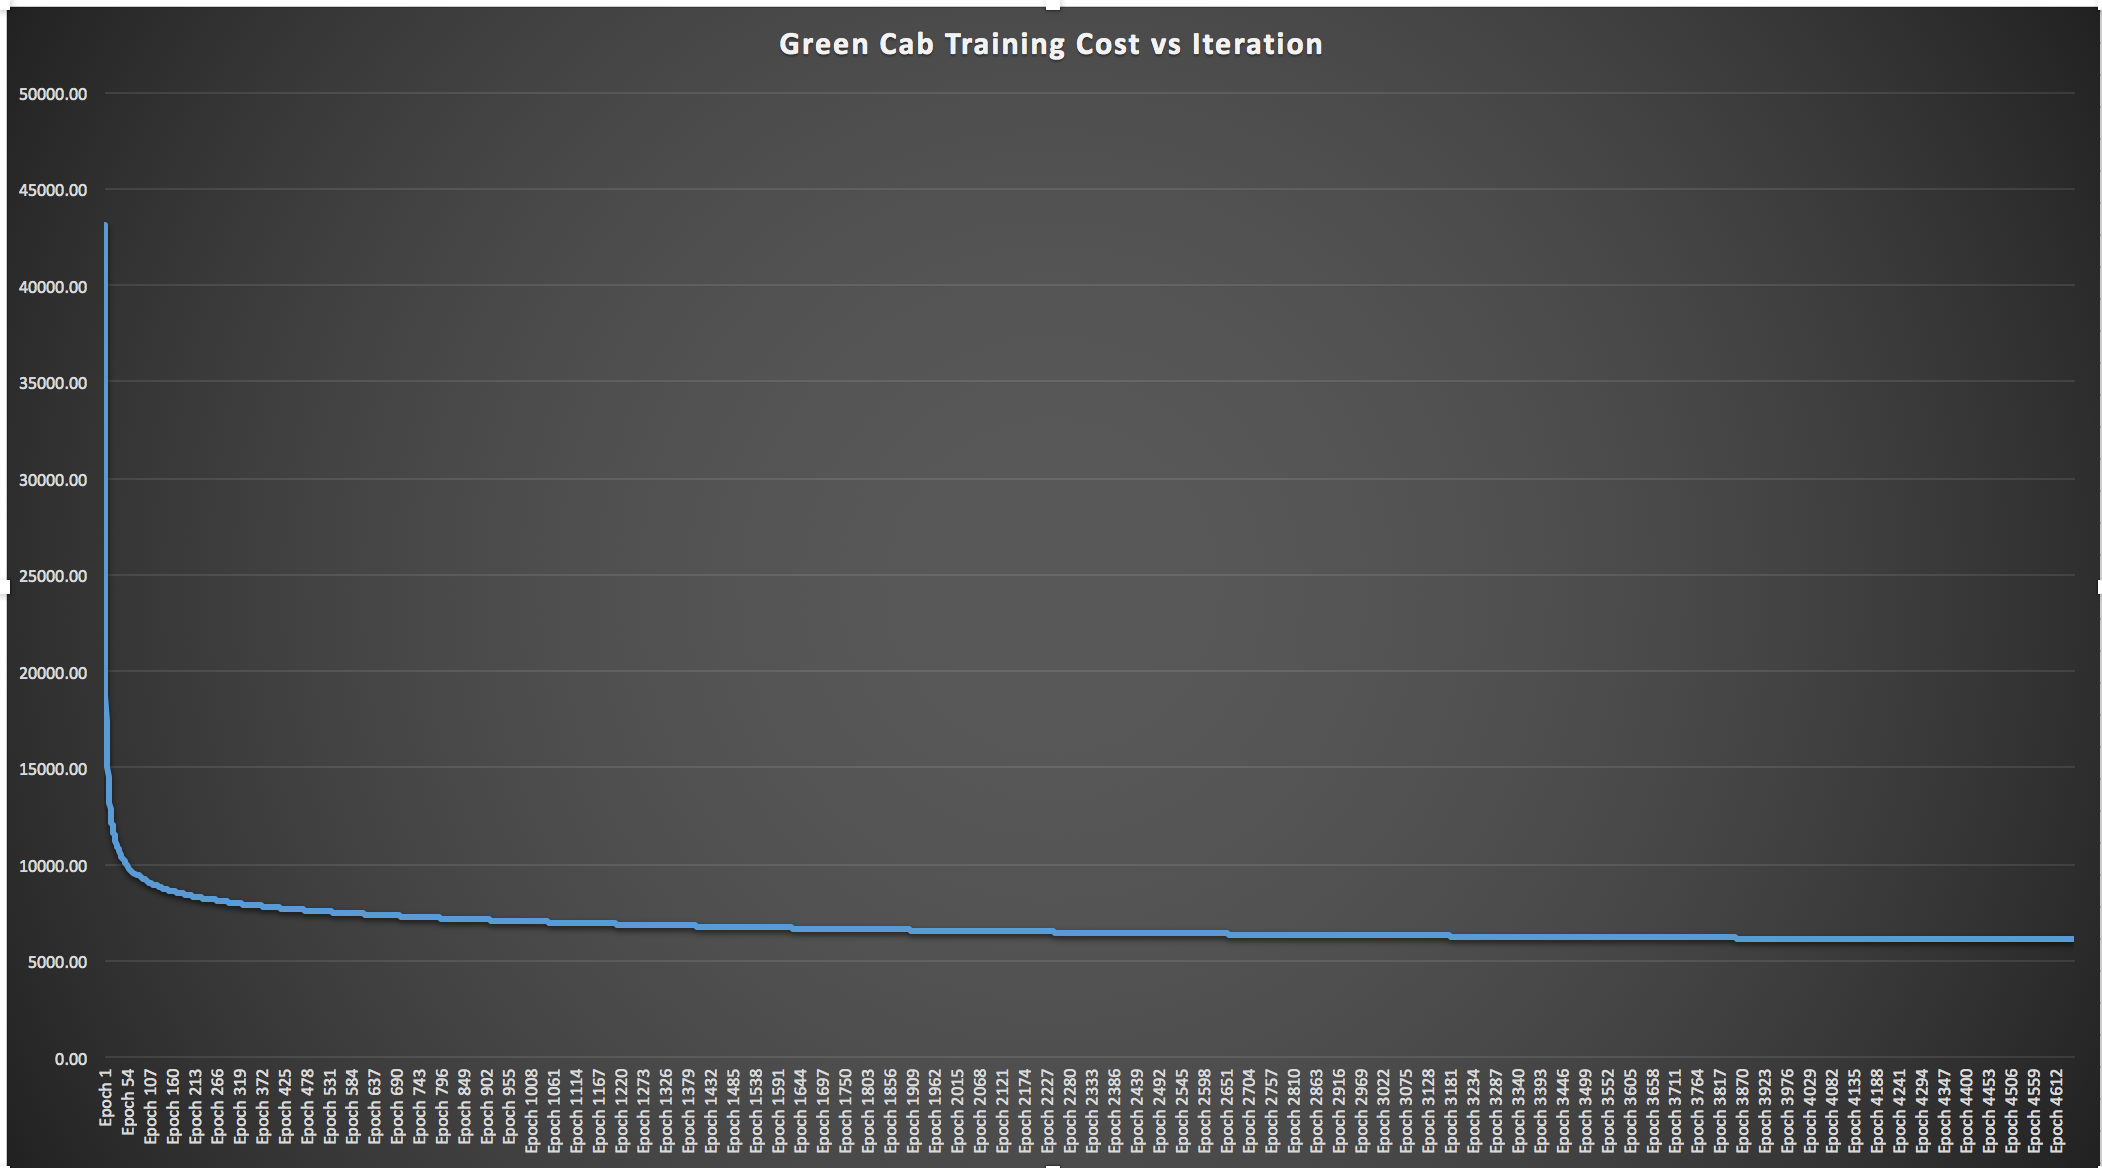 Green Cab Training Cost vs Iteration
50000.00
45000.00
40000.00
35000.00
30000.00
25000.00
20000.00
15000.00
10000.00
5000.00
0.00
Epoch 1
Epoch 54
Epoch 107
Epoch 160
Epoch 213
Epoch 266
Epoch 319
Epoch 372
Epoch 425
Epoch 478
Epoch 531
Epoch 584
Epoch 637
Epoch 690
Epoch 743
Epoch 796
Epoch 849
Epoch 902
Epoch 955
Epoch 1008
Epoch 1061
Epoch 1114
Epoch 1167
Epoch 1220
Epoch 1273
Epoch 1326
Epoch 1379
Epoch 1432
Epoch 1485
Epoch 1538
Epoch 1591
Epoch 1644
Epoch 1697
Epoch 1750
Epoch 1803
Epoch 1856
Epoch 1909
Epoch 1962
Epoch 2015
Epoch 2068
Epoch 2121
Epoch 2174
Epoch 2227
Epoch 2280
Epoch 2333
Epoch 2386
Epoch 2439
Epoch 2492
Epoch 2545
Epoch 2598
Epoch 2651
Epoch 2704
Epoch 2757
Epoch 2810
Epoch 2863
Epoch 2916
Epoch 2969
Epoch 3022
Epoch 3075
Epoch 3128
Epoch 3181
Epoch 3234
Epoch 3287
Epoch 3340
Epoch 3393
Epoch 3446
Epoch 3499
Epoch 3552
Epoch 3605
Epoch 3658
Epoch 3711
Epoch 3764
Epoch 3817
Epoch 3870
Epoch 3923
Epoch 3976
Epoch 4029
Epoch 4082
Epoch 4135
Epoch 4188
Epoch 4241
Epoch 4294
Epoch 4347
Epoch 4400
Epoch 4453
Epoch 4506
Epoch 4559
Epoch 4612